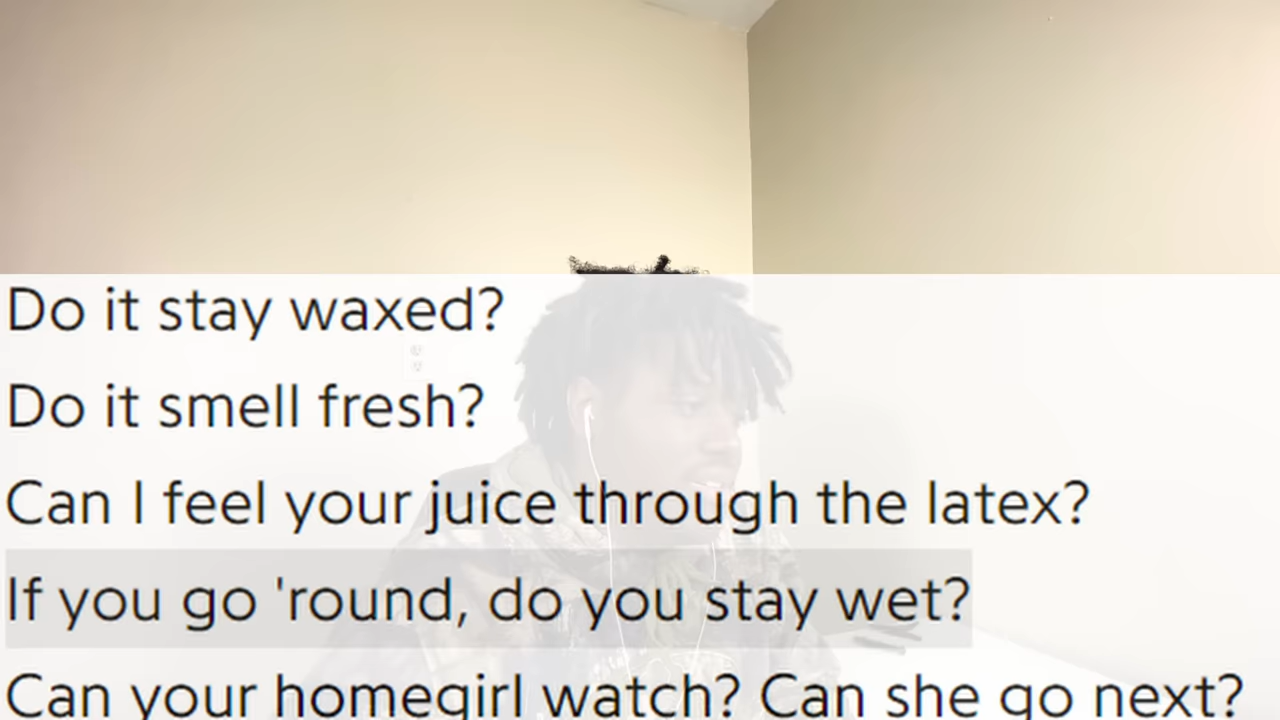 Do it stay waxed?
Do it smell fresh?
Can I feel your juice through the latex?
If you go 'round, do you stay wet?
Can your homegirl watch? Can she go next?